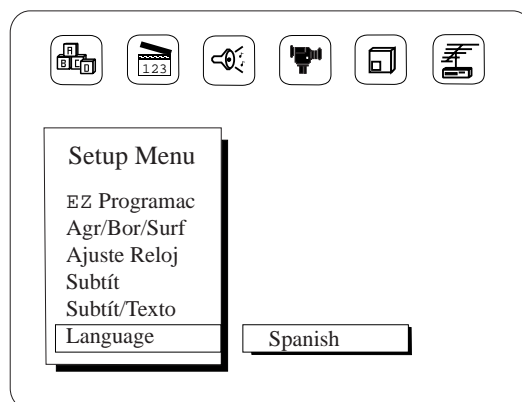 A
B C D
123
Setup Menu
EZ Programac
Agr/Bor/Surf
Ajuste Reloj
Subtít
Subtít/Texto
Language
Spanish